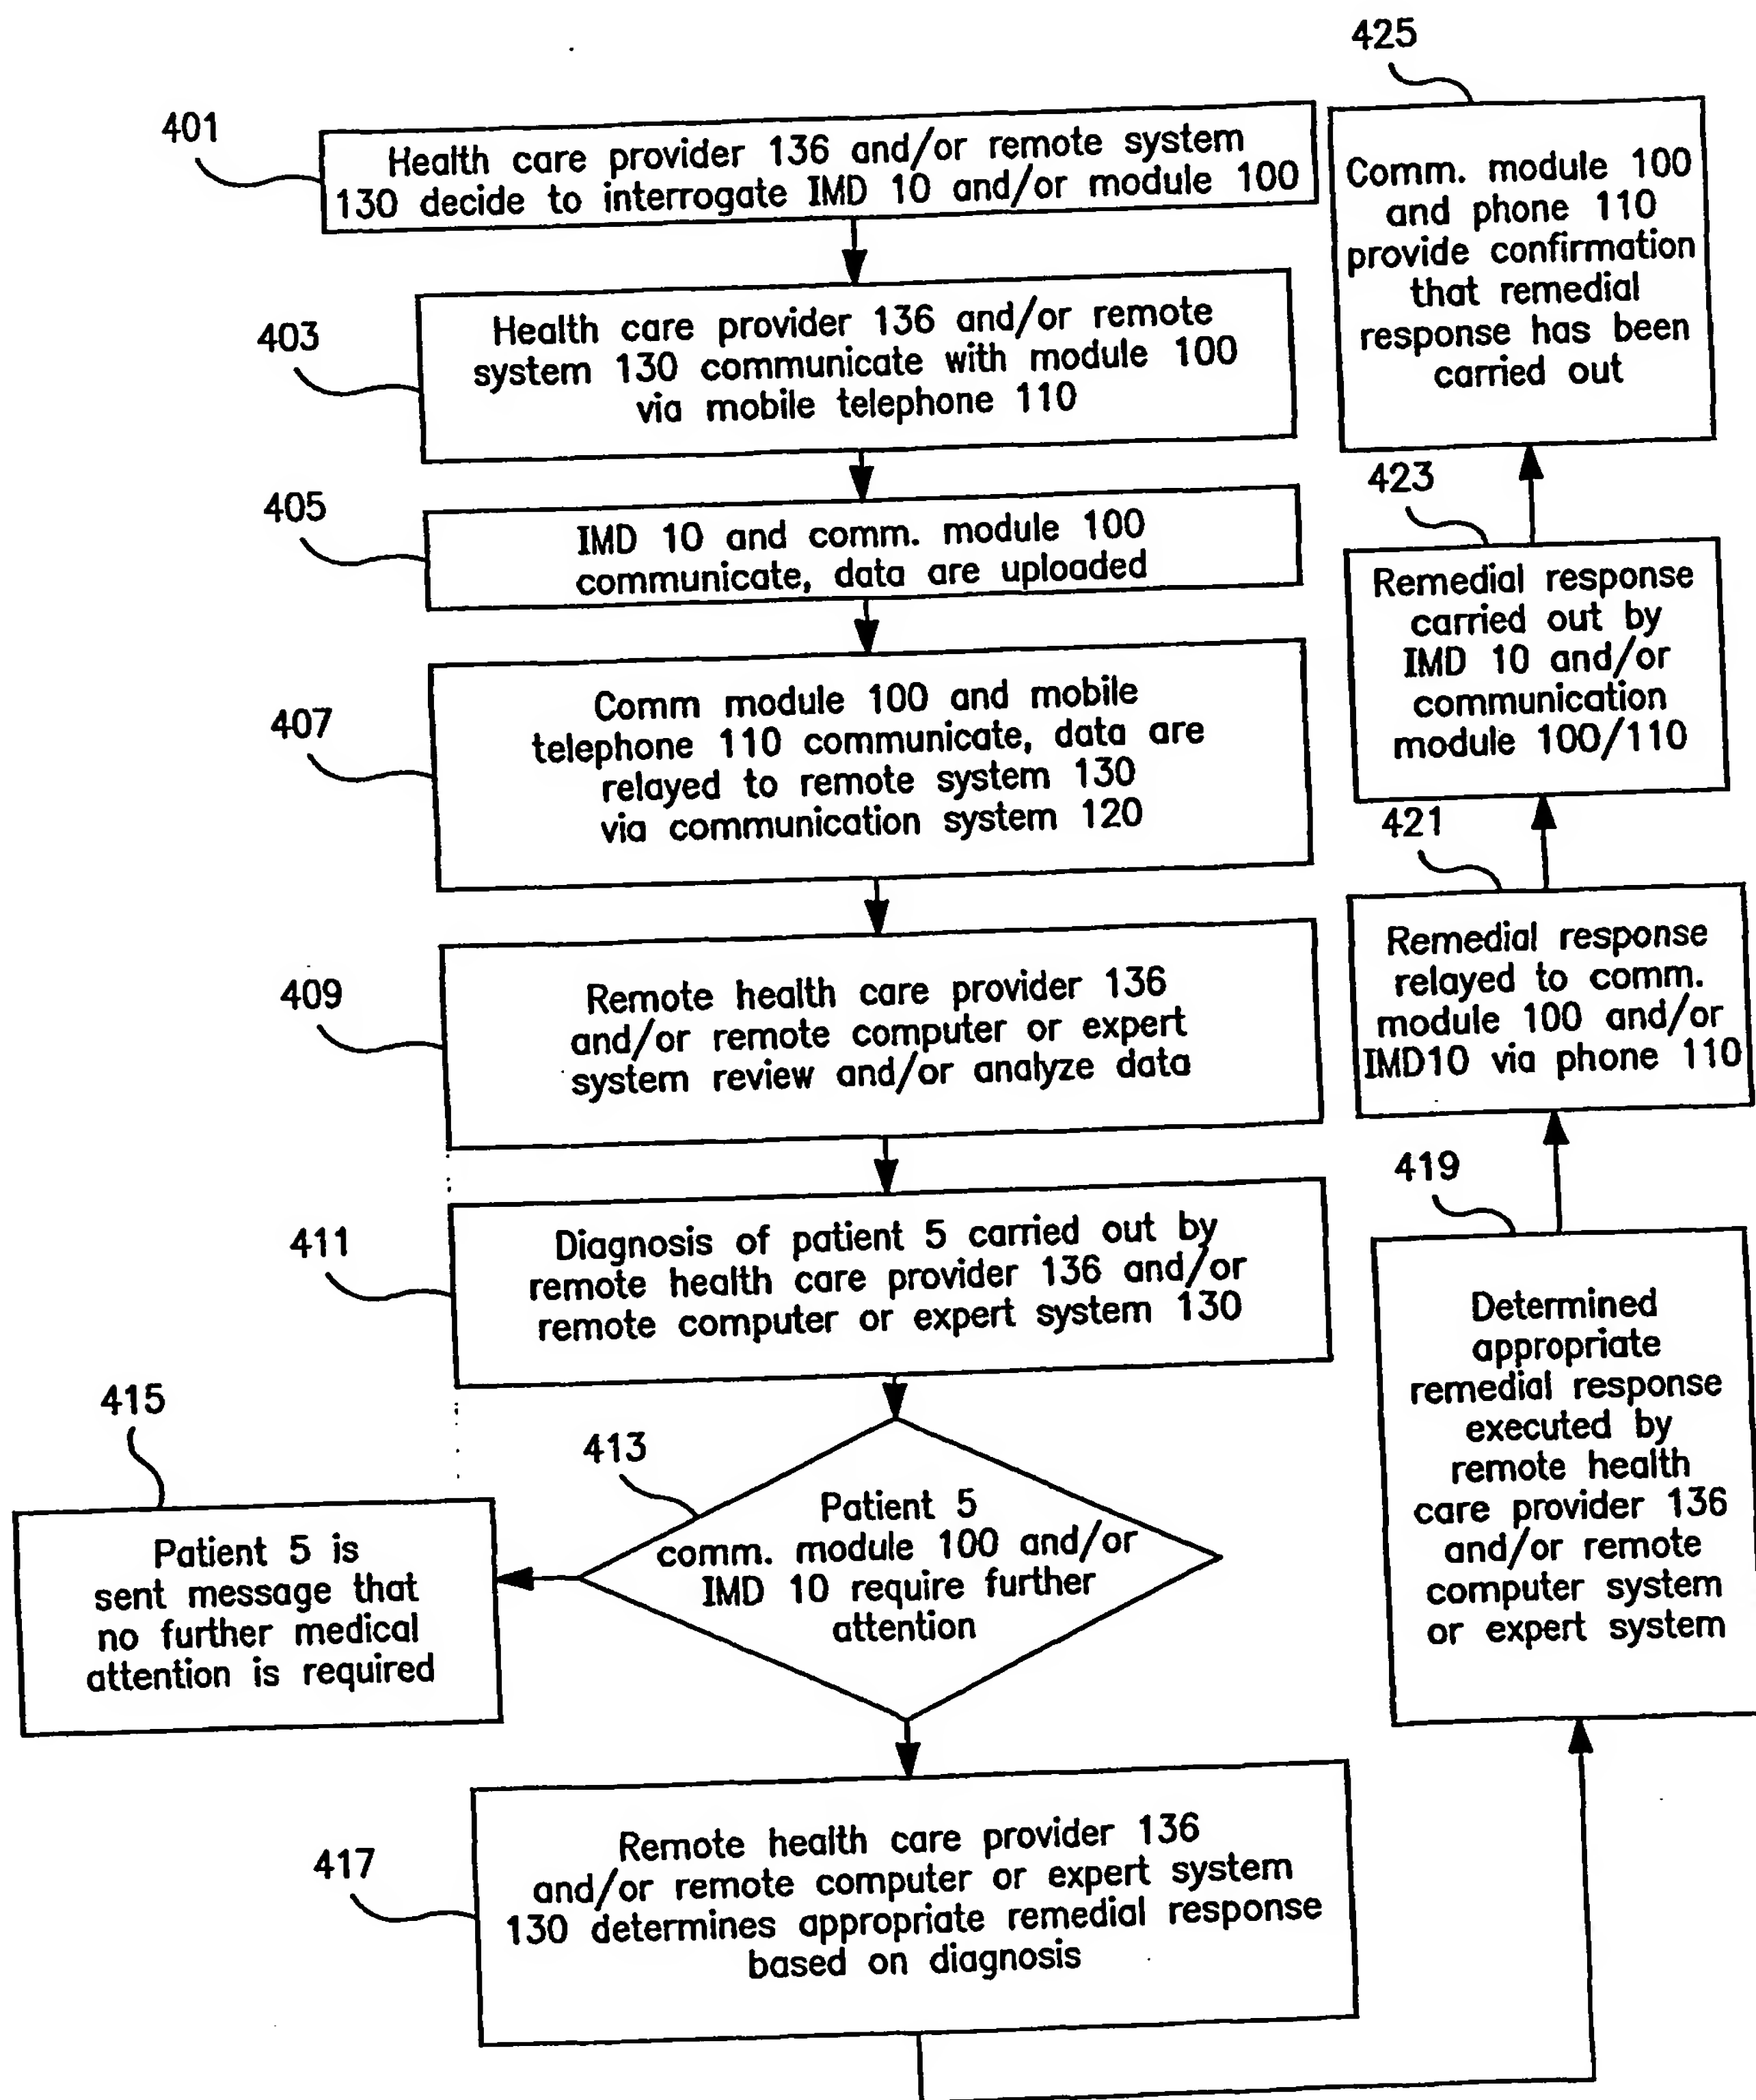 401
Health care provider 136 and/or remote system
130 decide to interrogate IMD 10 and/or module 100
403
Health care provider 136 and/or remote
system 130 communicate with module 100
via mobile telephone 110
405
IMD 10 and comm. module 100
communicate, data are uploaded
407
Comm module 100 and mobile
telephone 110 communicate, data are
relayed to remote system 130
via communication system 120
409
Remote health care provider 136
and/or remote computer or expert
system review and/or analyze data
411
Diagnosis of patient 5 carried out by
remote health care provider 136 and/or
remote computer or expert system 130
413
Patient 5
comm. module 100 and/or
IMD 10 require further
attention
415
Patient 5 is
sent message that
no further medical
attention is required
417
Remote health care provider 136
and/or remote computer or expert system
130 determines appropriate remedial response
based on diagnosis
419
Determined
appropriate
remedial response
executed by
remote health
care provider 136
and/or remote
computer system
or expert system
421
Remedial response
relayed to comm.
module 100 and/or
IMD10 via phone 110
423
Remedial response
carried out by
IMD 10 and/or
communication
module 100/110
425
Comm. module 100
and phone 110
provide confirmation
that remedial
response has been
carried out